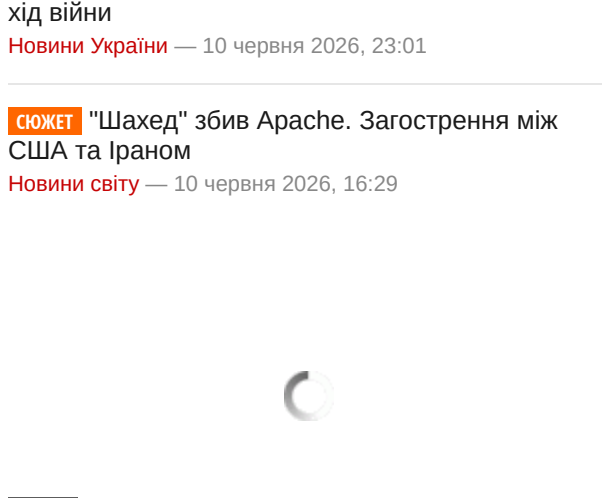 хід війни
Новини України — 10 червня 2026, 23:01
СЮЖЕТ "Шахед" збив Apache. Загострення між
США та Іраном
Новини світу — 10 червня 2026, 16:29